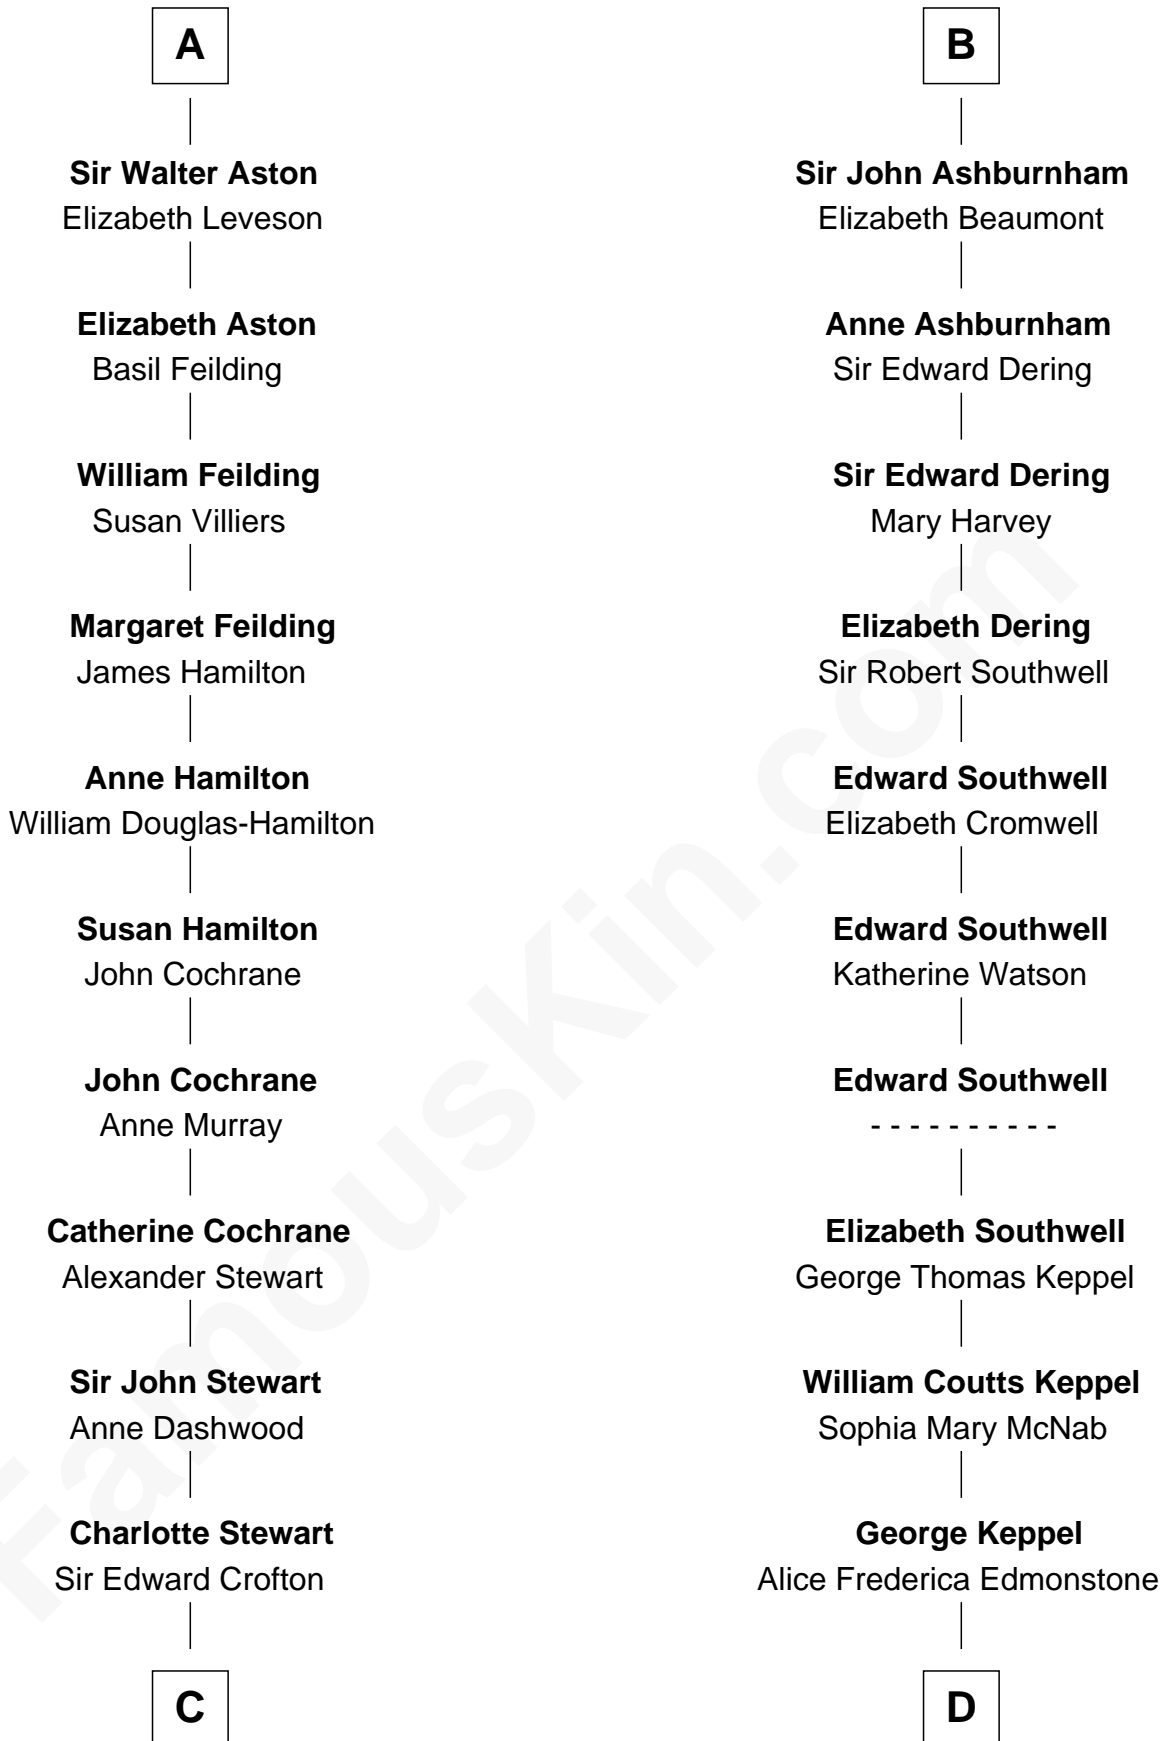 A
Sir Walter Aston
Elizabeth Leveson
Elizabeth Aston
Basil Feilding
William Feilding
Susan Villiers
Margaret Feilding
James Hamilton
Anne Hamilton
William Douglas-Hamilton
Susan Hamilton
John Cochrane
John Cochrane
Anne Murray
Catherine Cochrane
Alexander Stewart
Sir John Stewart
Anne Dashwood
Charlotte Stewart
Sir Edward Crofton
C
B
Sir John Ashburnham
Elizabeth Beaumont
Anne Ashburnham
Sir Edward Dering
Sir Edward Dering
Mary Harvey
Elizabeth Dering
Sir Robert Southwell
Edward Southwell
Elizabeth Cromwell
Edward Southwell
Katherine Watson
Edward Southwell
- - - - - - - - - -
Elizabeth Southwell
George Thomas Keppel
William Coutts Keppel
Sophia Mary McNab
George Keppel
Alice Frederica Edmonstone
D
FamousKin.com